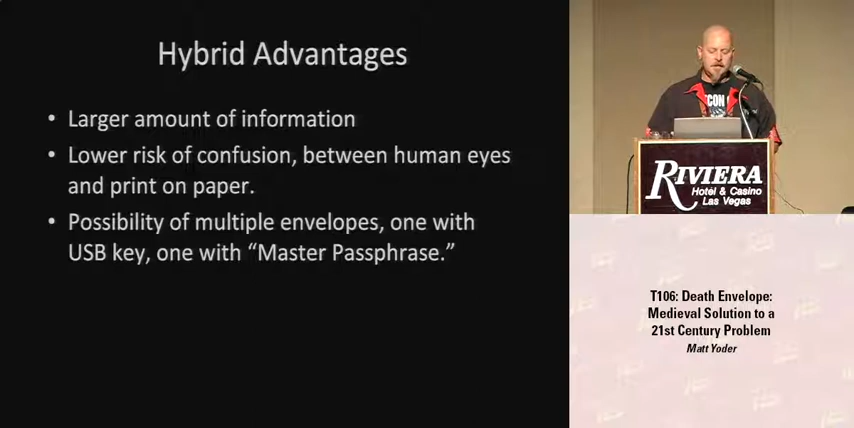 Hybrid Advantages
• Larger amount of information
• Lower risk of confusion, between human eyes
and print on paper.
• Possibility of multiple envelopes, one with
USB key, one with “Master Passphrase.”
CON
RIVIERA
Hotel & Casino
Las Vegas
T106: Death Envelope:
Medieval Solution to a
21st Century Problem
Matt Yoder